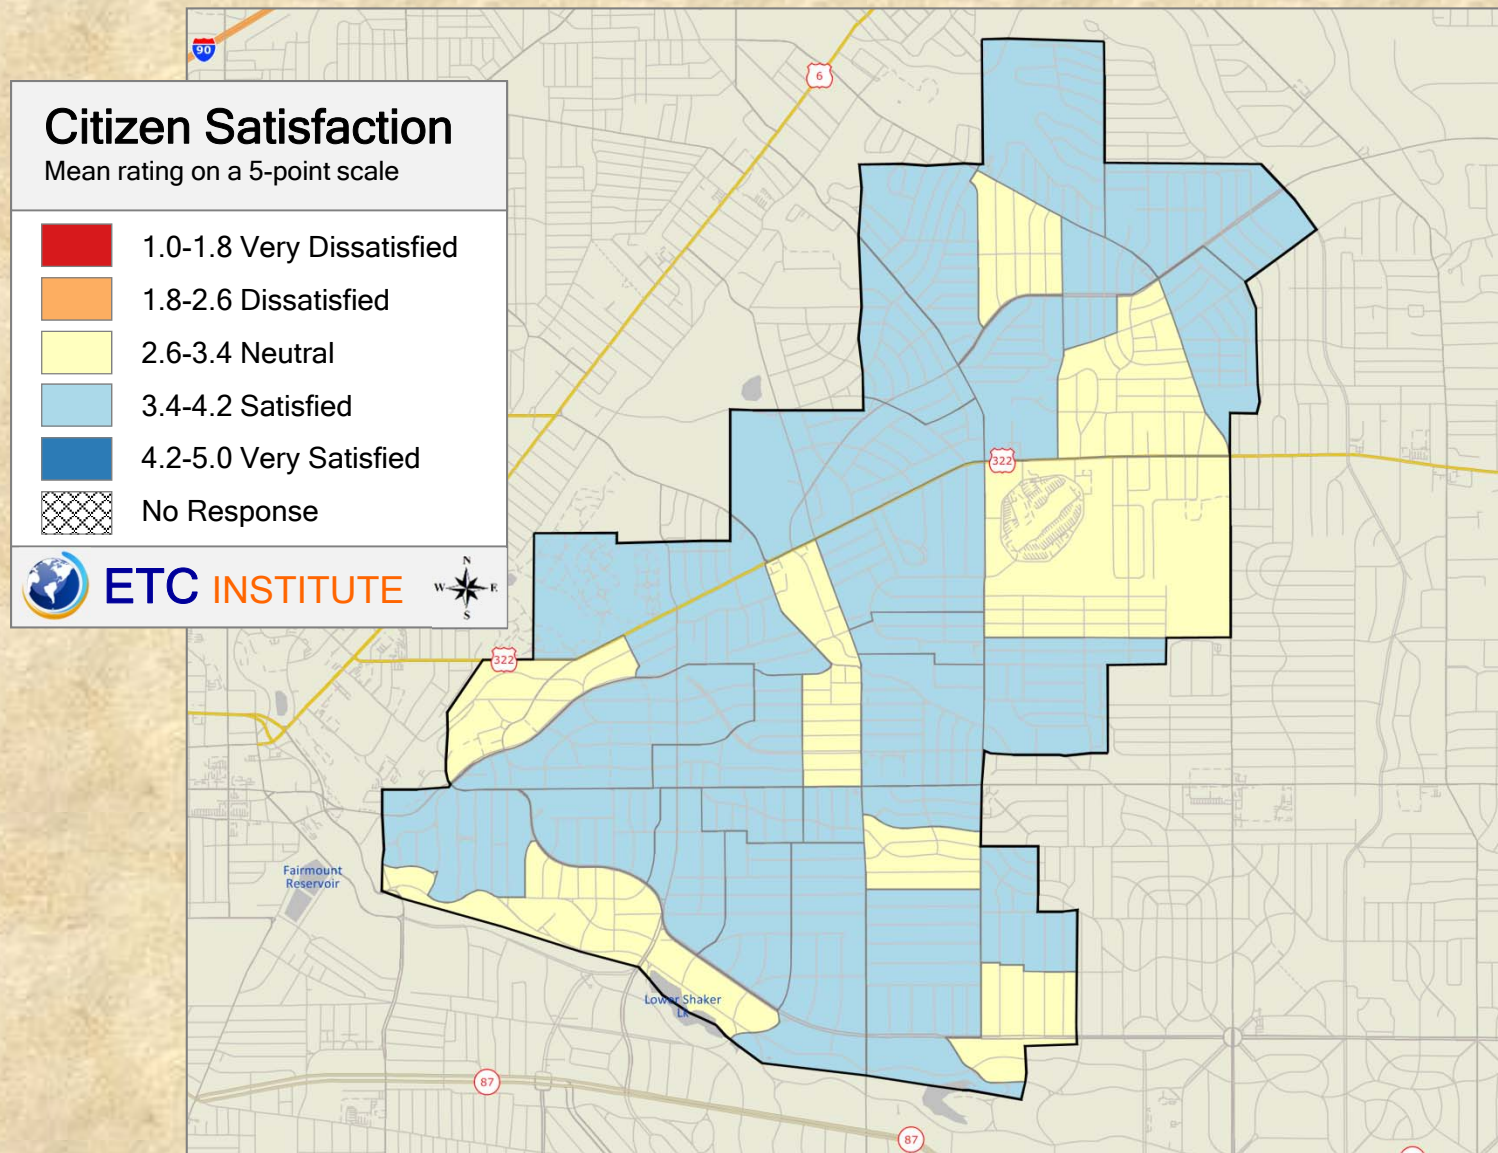 90
6
Citizen Satisfaction
Mean rating on a 5-point scale
1.0-1.8 Very Dissatisfied
1.8-2.6 Dissatisfied
2.6-3.4 Neutral
3.4-4.2 Satisfied
4.2-5.0 Very Satisfied
No Response
ETC INSTITUTE
N
W E
S
322
322
Fairmount
Reservoir
Lower Shaker
Lk
87
87